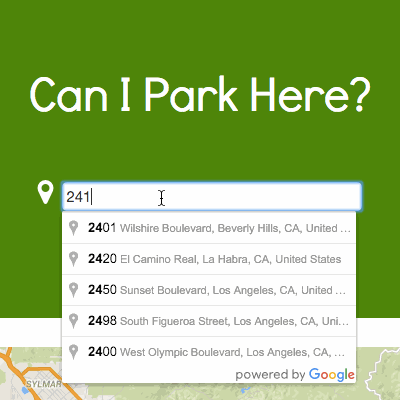 Can I Park Here?
241
2401 Wilshire Boulevard, Beverly Hills, CA, United ...
2420 El Camino Real, La Habra, CA, United States
2450 Sunset Boulevard, Los Angeles, CA, United ...
2498 South Figueroa Street, Los Angeles, CA, Uni...
2400 West Olympic Boulevard, Los Angeles, CA, ...
powered by Google
SYLMAR